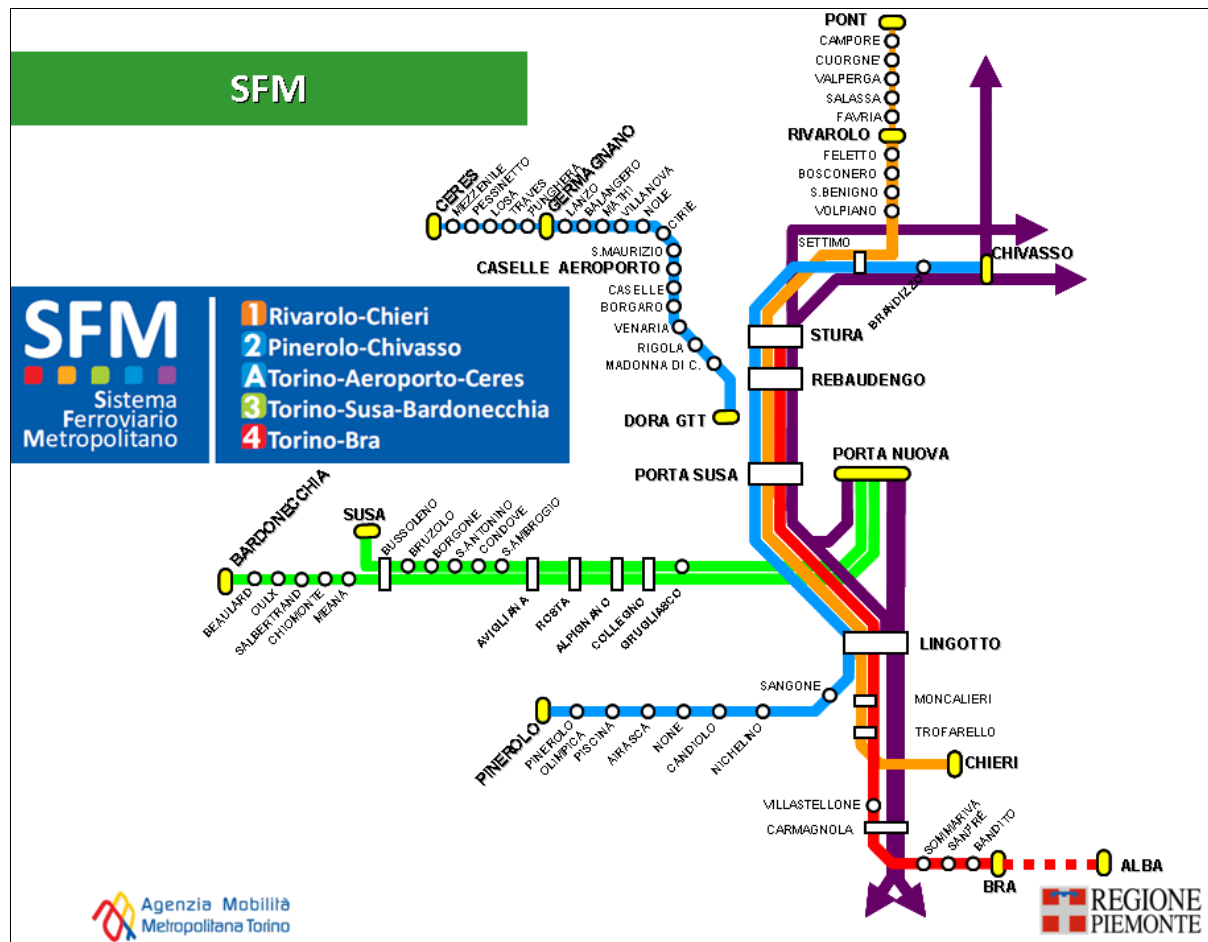 SFM
SFM
Sistema
Ferroviario
Metropolitano
1 Rivarolo-Chieri
2 Pinerolo-Chivasso
A Torino-Aeroporto-Ceres
3 Torino-Susa-Bardonecchia
4 Torino-Bra
PONT
CAMPORE
CUORGNE'
VALPERGA
SALASSA
FAVRIA
RIVAROLO
FELETTO
BOSCONERO
S.BENIGNO
VOLPIANO
SETTIMO
BRANDIZZO
CHIVASSO
CERES
MEZZENILE
PESSINETTO
LOSA
TRAVES
FUNGHERA
GERMAGNANO
LANZO
BALANGERO
MATHI
VILLANOVA
NOLE
CIRIÈ
S.MAURIZIO
CASELLE AEROPORTO
CASELLE
BORGARO
VENARIA
RIGOLA
MADONNA DI C.
DORA GTT
STURA
REBAUDENGO
PORTA SUSA
PORTA NUOVA
BARDONECCHIA
BEAULARD
OULX
SALBERTRAND
CHIOMONTE
MEANA
SUSA
BUSSOLENO
BRUZOLO
BORGONE
S.ANTONINO
CONDOVE
S.AMBROGIO
AVIGLIANA
ROSTA
ALPIGNANO
COLLEGNO
GRUGLIASCO
LINGOTTO
SANGONE
MONCALIERI
TROFARELLO
PINEROLO
PINEROLO
OLIMPICA
PISCINA
AIRASCA
NONE
CANDIOLO
NICHELINO
CHIERI
VILLASTELLONE
CARMAGNOLA
SOMMARIVA
SANFRÈ
BANDITO
BRA
ALBA
Agenzia Mobilità
Metropolitana Torino
REGIONE
PIEMONTE